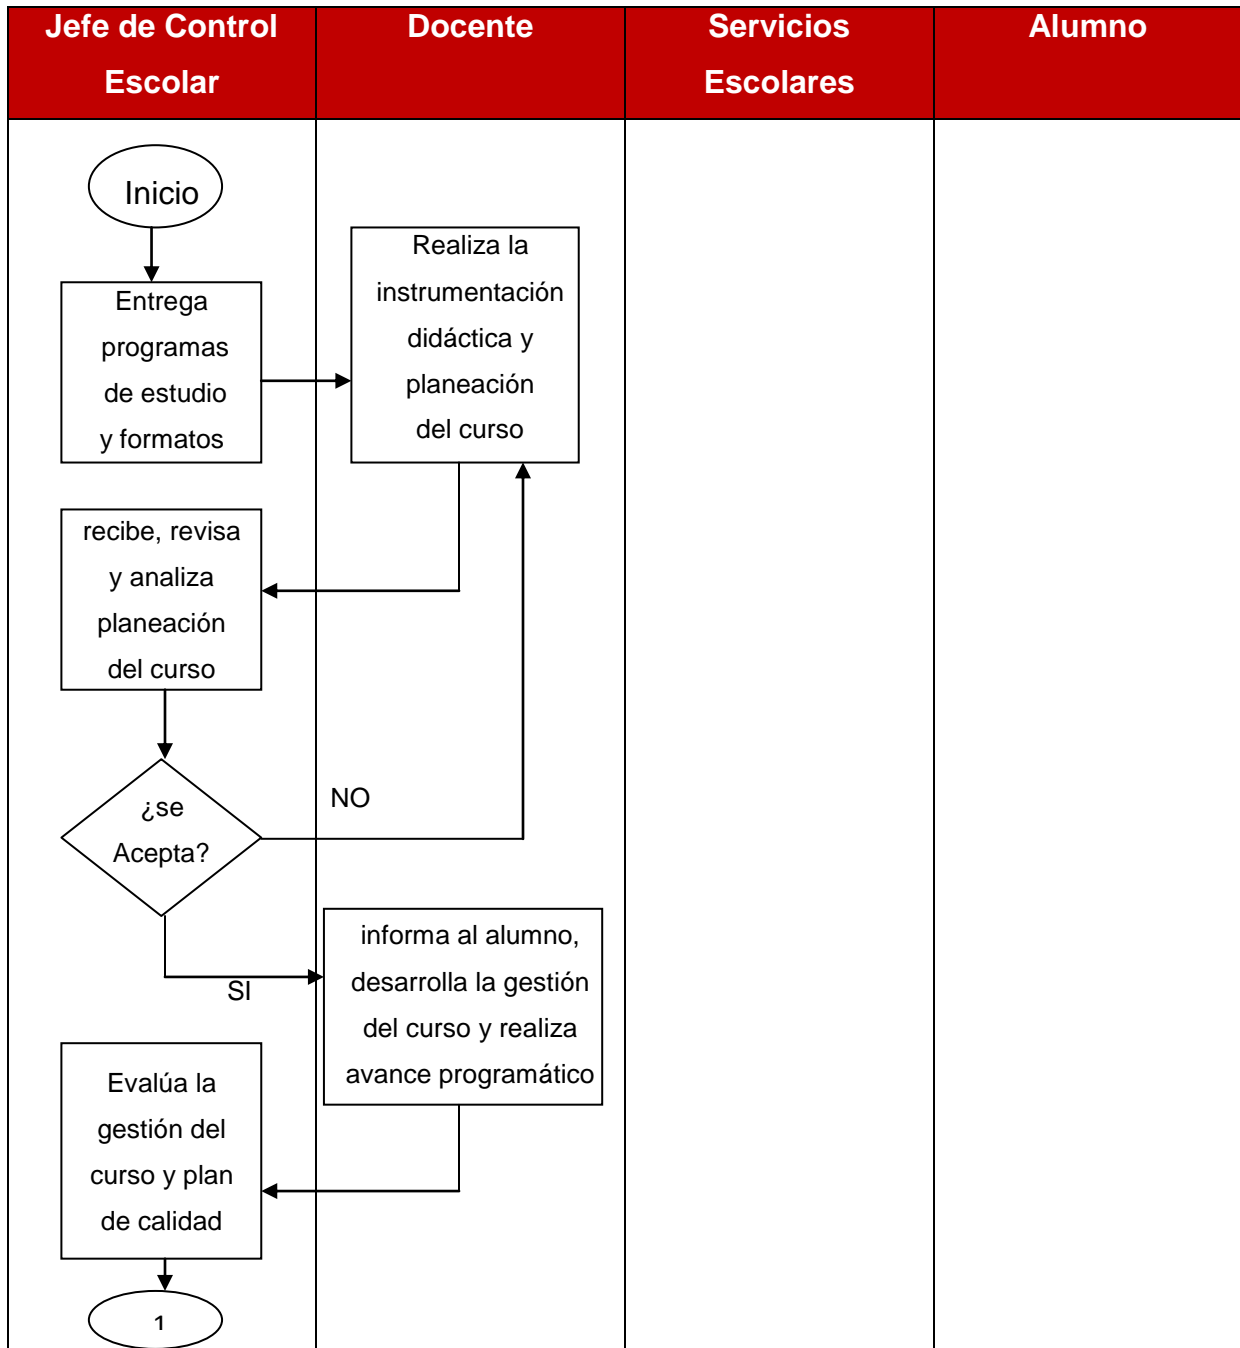 Jefe de Control
Escolar
Docente
Servicios
Escolares
Alumno
Inicio
Entrega
programas
de estudio
y formatos
Realiza la
instrumentación
didáctica y
planeación
del curso
recibe, revisa
y analiza
planeación
del curso
¿se
Acepta?
NO
SI
informa al alumno,
desarrolla la gestión
del curso y realiza
avance programático
Evalúa la
gestión del
curso y plan
de calidad
1